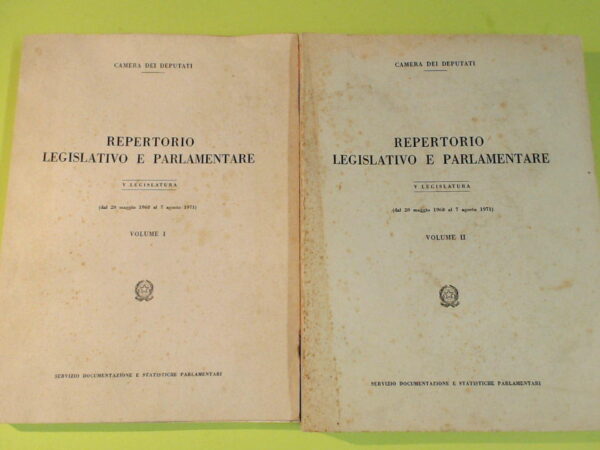 CAMERA DEI DEPUTATI
REPERTORIO
LEGISLATIVO E PARLAMENTARE
V LEGISLATURA
(dal 20 maggio 1968 al 7 agosto 1971)
VOLUME I
SERVIZIO DOCUMENTAZIONE E STATISTICHE PARLAMENTARI
CAMERA DEI DEPUTATI
REPERTORIO
LEGISLATIVO E PARLAMENTARE
V LEGISLATURA
(dal 20 maggio 1968 al 7 agosto 1971)
VOLUME II
SERVIZIO DOCUMENTAZIONE E STATISTICHE PARLAMENTARI